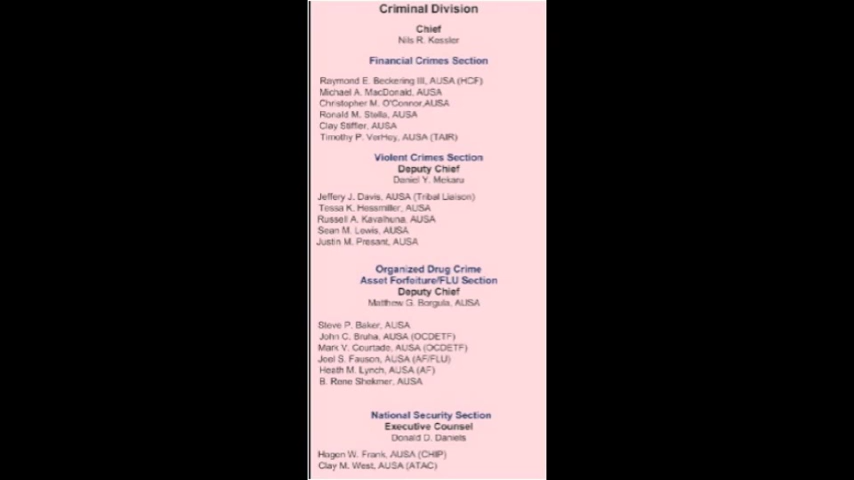 Criminal Division
Chief
Nils R. Kessler
Financial Crimes Section
Raymond E. Beckering III, AUSA (HCF)
Michael A. MacDonald, AUSA
Christopher M. O'Connor,AUSA
Ronald M. Stella, AUSA
Clay Stiffler, AUSA
Timothy P. VerHey, AUSA (TAIR)
Violent Crimes Section
Deputy Chief
Daniel Y. Mekaru
Jeffery J. Davis, AUSA (Tribal Liaison)
Tessa K. Hessmiller, AUSA
Russell A. Kavalhuna, AUSA
Sean M. Lewis, AUSA
Justin M. Presant, AUSA
Organized Drug Crime
Asset Forfeiture/FLU Section
Deputy Chief
Matthew G. Borgula, AUSA
Steve P. Baker, AUSA
John C. Bruha, AUSA (OCDETF)
Mark V. Courtade, AUSA (OCDETF)
Joel S. Fauson, AUSA (AF/FLU)
Heath M. Lynch, AUSA (AF)
B. Rene Shekmer, AUSA
National Security Section
Executive Counsel
Donald D. Daniels
Hagen W. Frank, AUSA (CHIP)
Clay M. West, AUSA (ATAC)